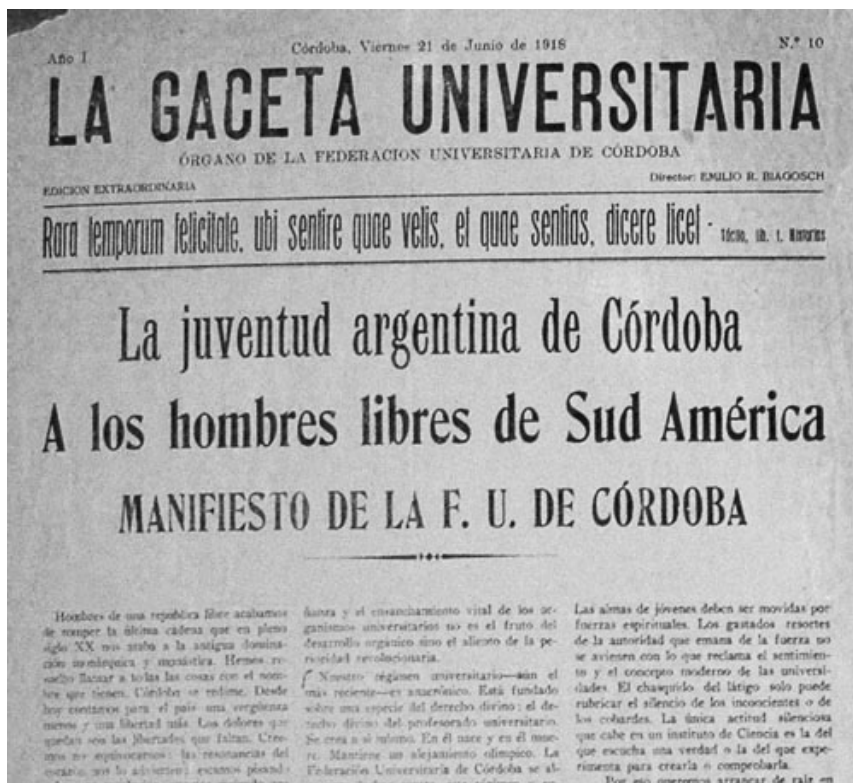 Año I
Córdoba, Viernes 21 de Junio de 1918
N.º 10
LA GACETA UNIVERSITARIA
ÓRGANO DE LA FEDERACION UNIVERSITARIA DE CÓRDOBA
EDICION EXTRAORDINARIA
Director: EMILIO R. BIAGOSCH
Rara temporum felicitate, ubi sentire quae velis, et quae sentias, dicere licet - Tácito, lib. I.
La juventud argentina de Córdoba
A los hombres libres de Sud América
MANIFIESTO DE LA F. U. DE CÓRDOBA
Hombres de una república libre acabamos
de romper la última cadena que en pleno
siglo XX nos ataba a la antigua domina-
ción monárquica y monástica. Hemos re-
suelto llamar a todas las cosas con el nom-
bre que tienen. Córdoba se redime. Desde
hoy contamos para el país una vergüenza
menos y una libertad más. Los dolores que
quedan son las libertades que faltan. Cree-
mos no equivocarnos: las resonancias del
corazón nos lo advierten: estamos pisando
ñanza y el ensanchamiento vital de los or-
ganismos universitarios no es el fruto del
desarrollo orgánico sino el aliento de la pe-
riodicidad revolucionaria.
Nuestro régimen universitario—aún el
más reciente—es anacrónico. Está fundado
sobre una especie del derecho divino: el de-
recho divino del profesorado universitario.
Se crea a sí mismo. En él nace y en él mue-
re. Mantiene un alejamiento olímpico. La
Federación Universitaria de Córdoba se al-
Las almas de jóvenes deben ser movidas por
fuerzas espirituales. Los gastados resortes
de la autoridad que emana de la fuerza no
se avienen con lo que reclama el sentimien-
to y el concepto moderno de las universi-
dades. El chasquido del látigo solo puede
rubricar el silencio de los inconcientes o de
los cobardes. La única actitud silenciosa
que cabe en un instituto de Ciencia es la del
que escucha una verdad o la del que expe-
rimenta para crearla o comprobarla.
Por eso queremos arrancar de raíz en